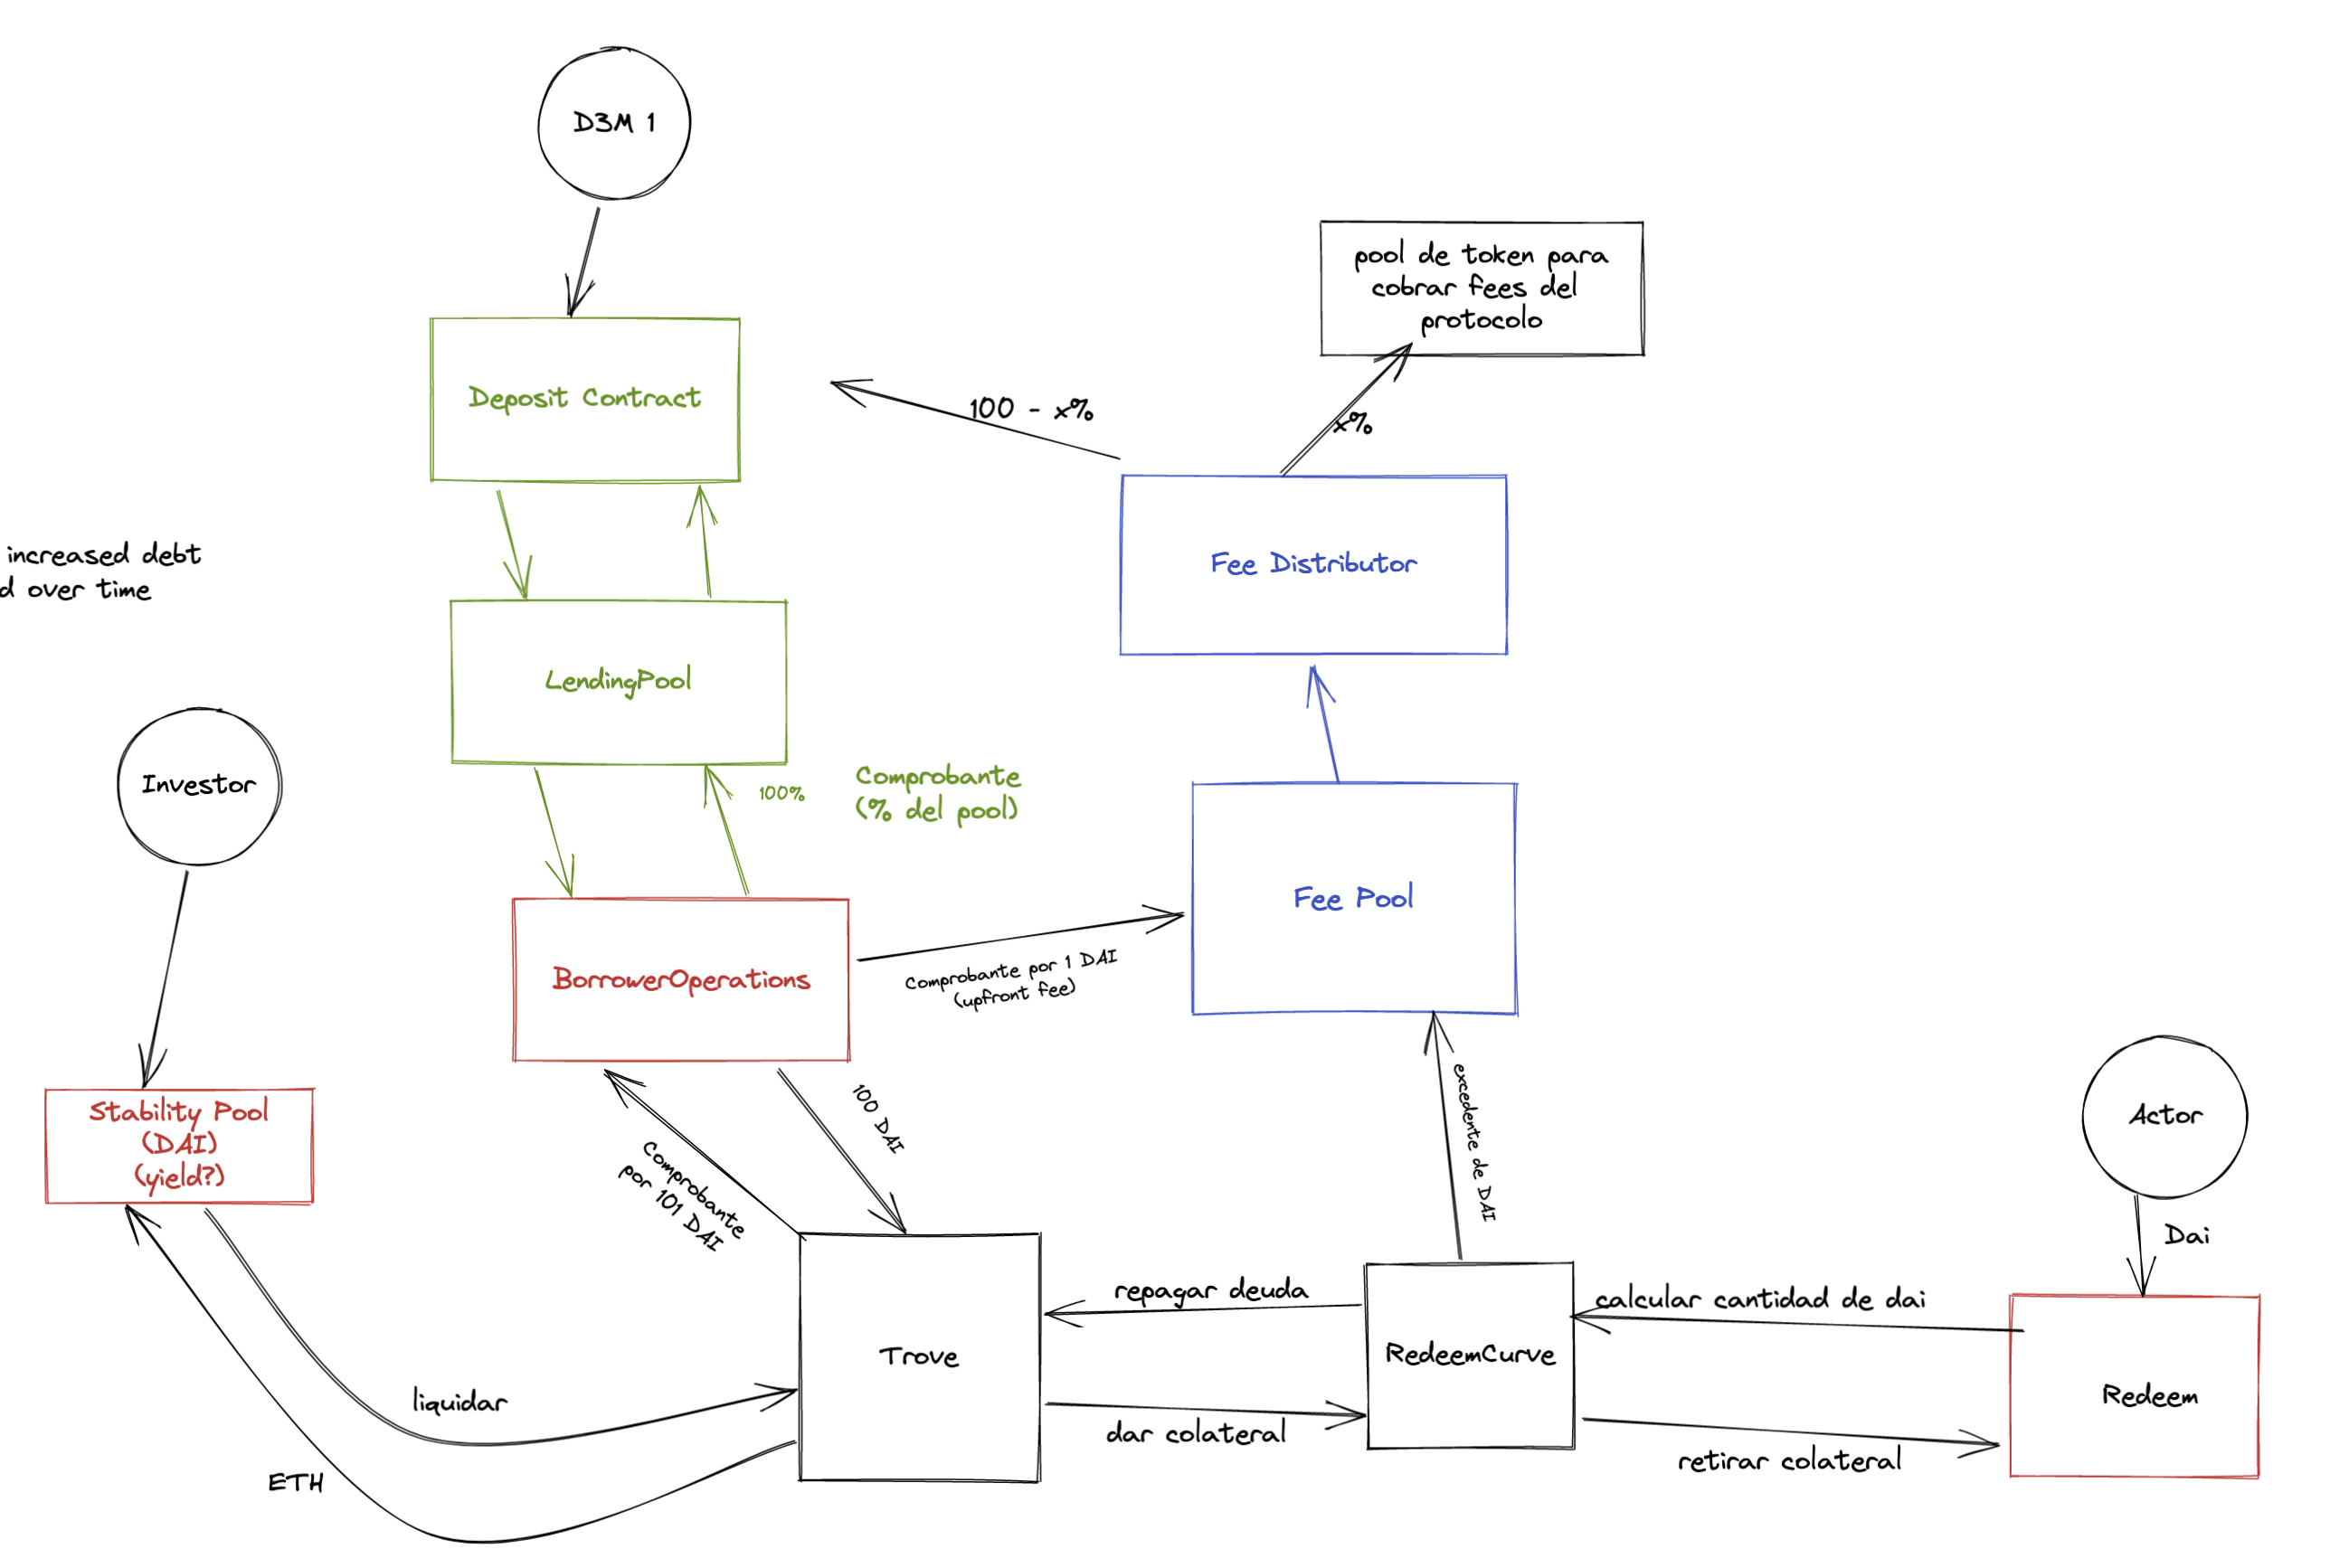 D3M 1
pool de token para
cobrar fees del
protocolo
Deposit Contract
100 - x%
x%
increased debt
d over time
Fee Distributor
LendingPool
Investor
100%
Comprobante
(% del pool)
Fee Pool
BorrowerOperations
Comprobante por 1 DAI
(upfront fee)
Stability Pool
(DAI)
(yield?)
100 DAI
Comprobante
por 101 DAI
excedente de DAI
Actor
Dai
repagar deuda
calcular cantidad de dai
Trove
RedeemCurve
Redeem
liquidar
dar colateral
retirar colateral
ETH